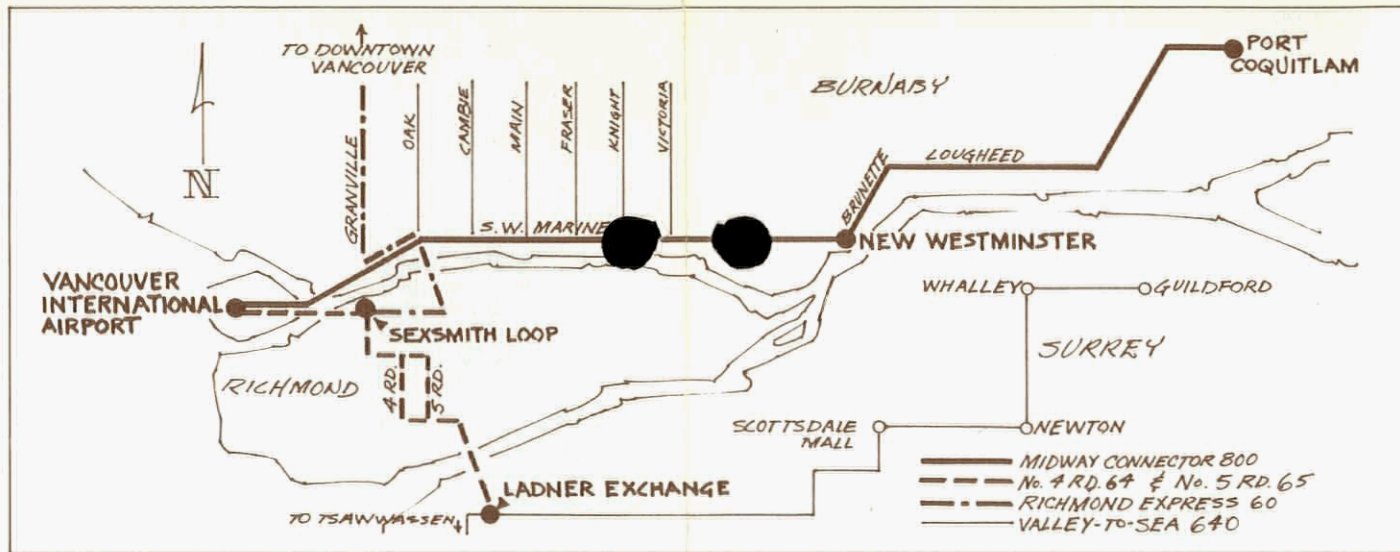 TO DOWNTOWN
VANCOUVER
PORT
COQUITLAM
BURNABY
GRANVILLE
OAK
CAMBIE
MAIN
FRASER
KNIGHT
VICTORIA
LOUGHEED
BRUNETTE
N
S.W. MARINE
NEW WESTMINSTER
VANCOUVER
INTERNATIONAL
AIRPORT
WHALLEY
GUILDFORD
SEXSMITH LOOP
SURREY
RICHMOND
4 RD.
5 RD.
SCOTTSDALE
MALL
NEWTON
MIDWAY CONNECTOR 800
No. 4 RD. 64 & No. 5 RD. 65
RICHMOND EXPRESS 60
VALLEY-TO-SEA 640
LADNER EXCHANGE
TO TSAWWASSEN